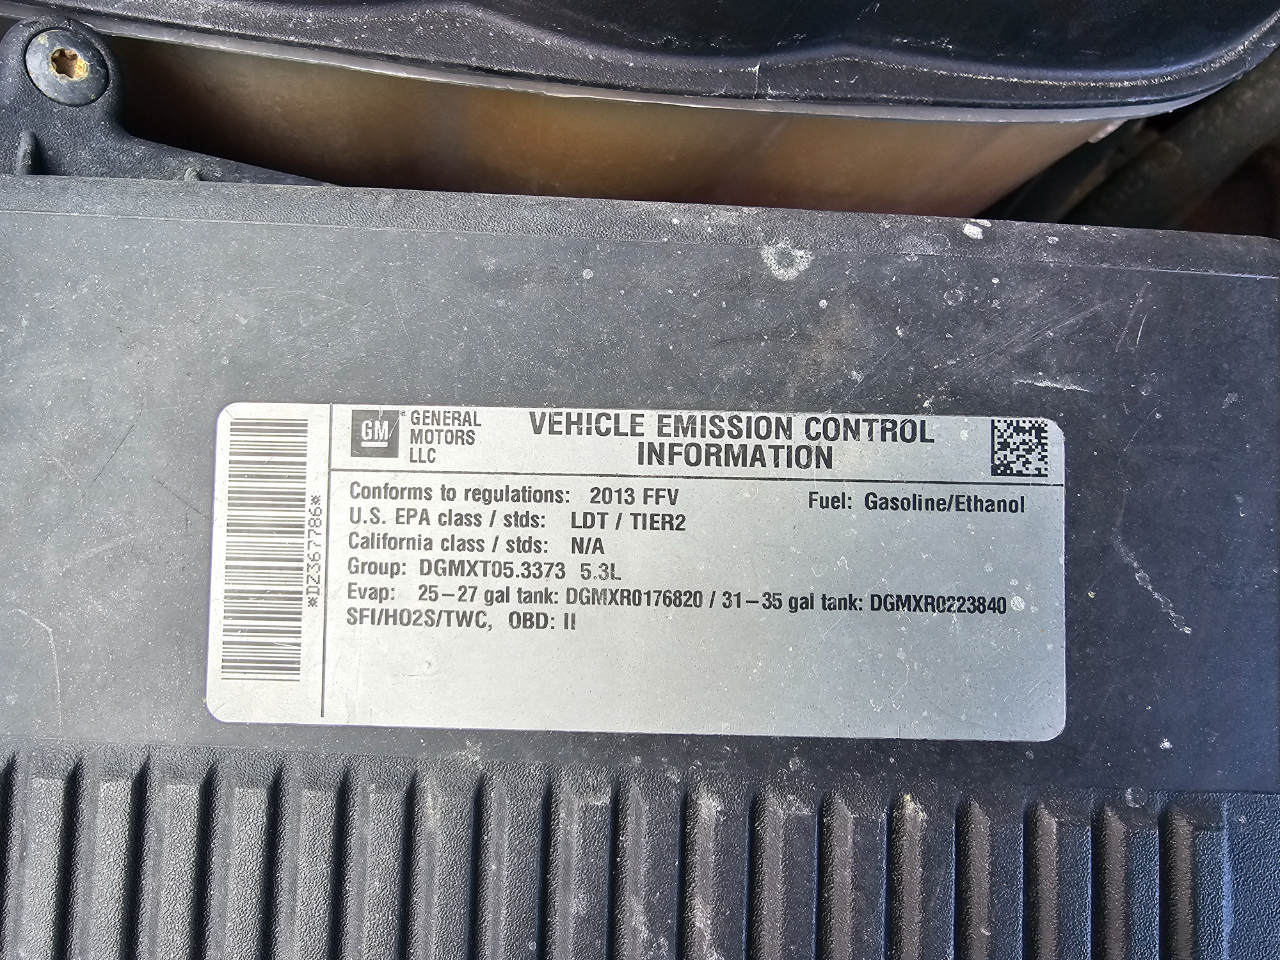 GM
GENERAL
MOTORS
LLC
VEHICLE EMISSION CONTROL
INFORMATION
Conforms to regulations: 2013 FFV
Fuel: Gasoline/Ethanol
U.S. EPA class / stds: LDT / TIER2
California class / stds: N/A
Group: DGMXT05.3373 5.3L
Evap: 25-27 gal tank: DGMXR0176820 / 31-35 gal tank: DGMXR0223840
SFI/HO2S/TWC, OBD: II
*DZ367786*